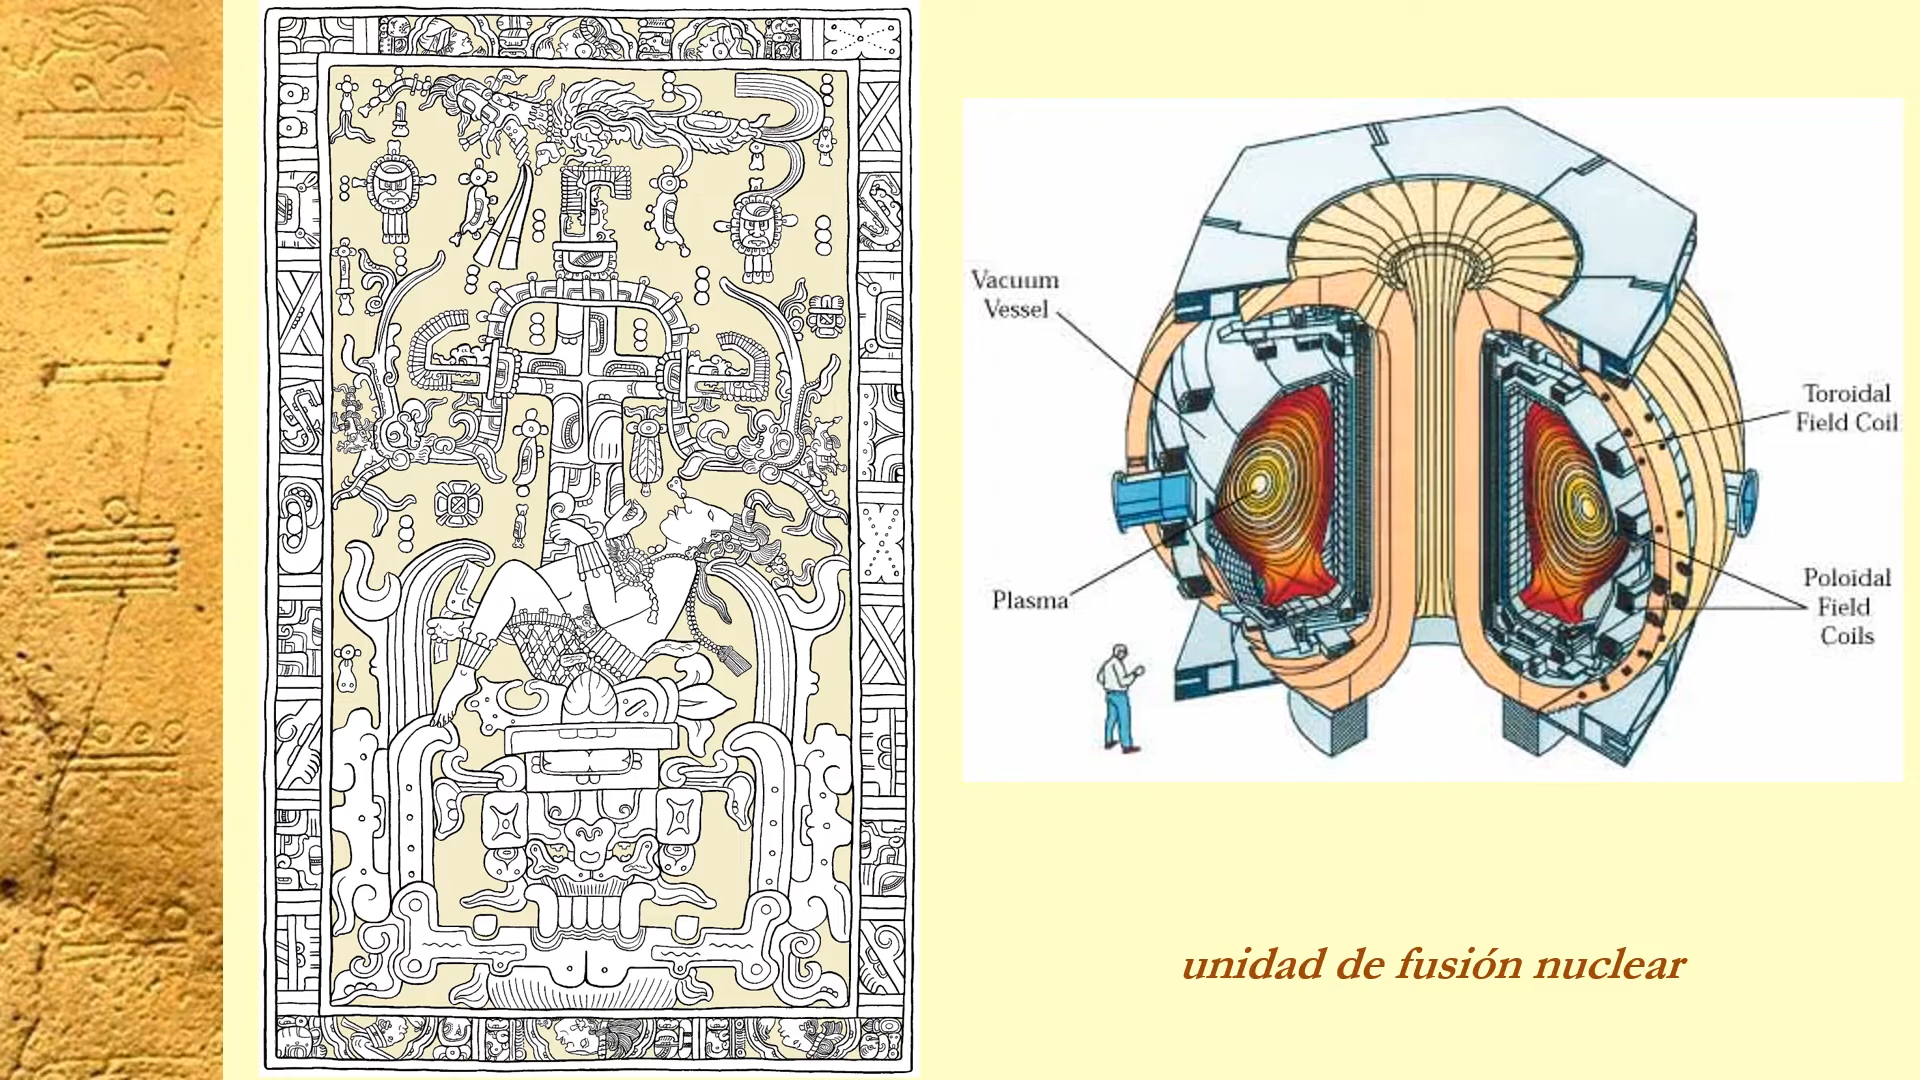 Vacuum
Vessel
Toroidal
Field Coil
Plasma
Poloidal
Field
Coils
unidad de fusión nuclear